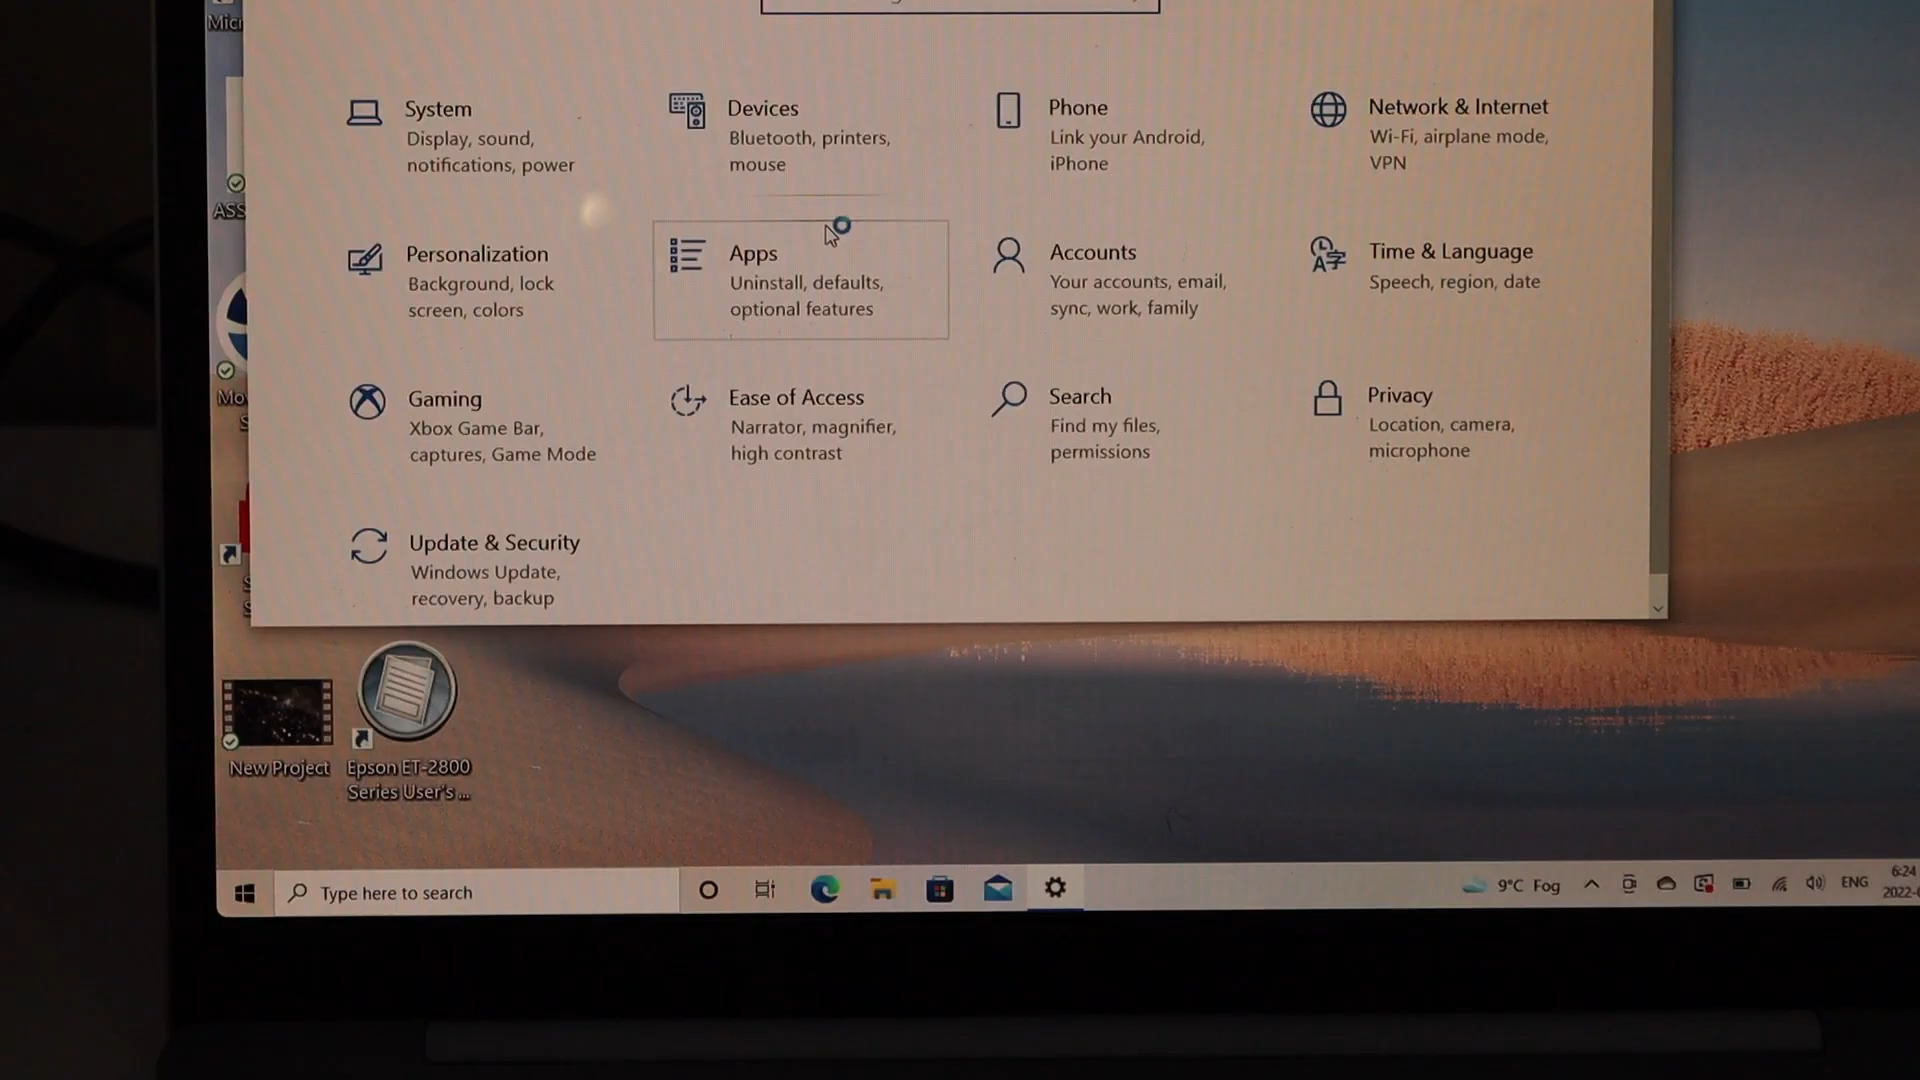 Micr
System
Display, sound,
notifications, power
Devices
Bluetooth, printers,
mouse
Phone
Link your Android,
iPhone
Network & Internet
Wi-Fi, airplane mode,
VPN
ASS
Personalization
Background, lock
screen, colors
Apps
Uninstall, defaults,
optional features
Accounts
Your accounts, email,
sync, work, family
Time & Language
Speech, region, date
Mo
S
Gaming
Xbox Game Bar,
captures, Game Mode
Ease of Access
Narrator, magnifier,
high contrast
Search
Find my files,
permissions
Privacy
Location, camera,
microphone
S
S
Update & Security
Windows Update,
recovery, backup
New Project
Epson ET-2800
Series User's ...
Type here to search
9°C Fog
ENG
6:24
2022-0